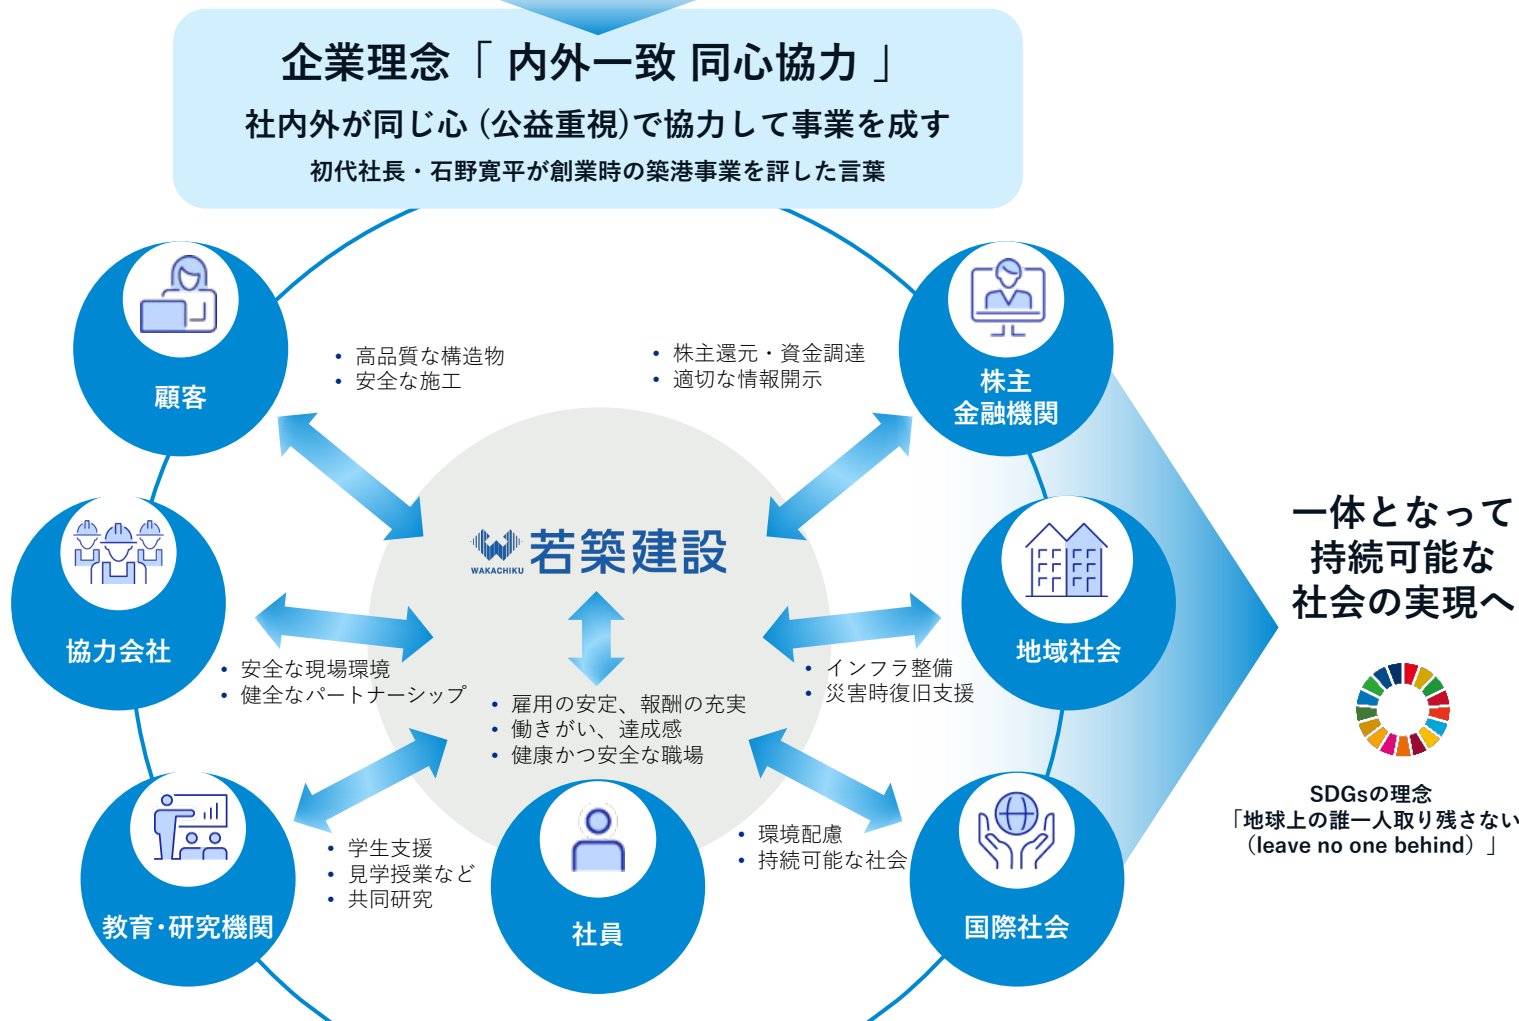 企業理念「 内外一致 同心協力 」
社内外が同じ心 (公益重視)で協力して事業を成す
初代社長・石野寛平が創業時の築港事業を評した言葉
顧客
• 高品質な構造物
• 安全な施工
• 株主還元・資金調達
• 適切な情報開示
株主
金融機関
WAKACHIKU
若築建設
協力会社
• 安全な現場環境
• 健全なパートナーシップ
• 雇用の安定、報酬の充実
• 働きがい、達成感
• 健康かつ安全な職場
• インフラ整備
• 災害時復旧支援
地域社会
教育・研究機関
• 学生支援
• 見学授業など
• 共同研究
社員
• 環境配慮
• 持続可能な社会
国際社会
一体となって
持続可能な
社会の実現へ
SDGsの理念
「地球上の誰一人取り残さない
（leave no one behind）」